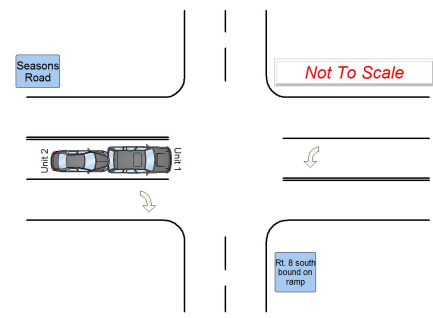 Seasons
Road
Not To Scale
Unit 2
Unit 1
Rt. 8 south
bound on
ramp